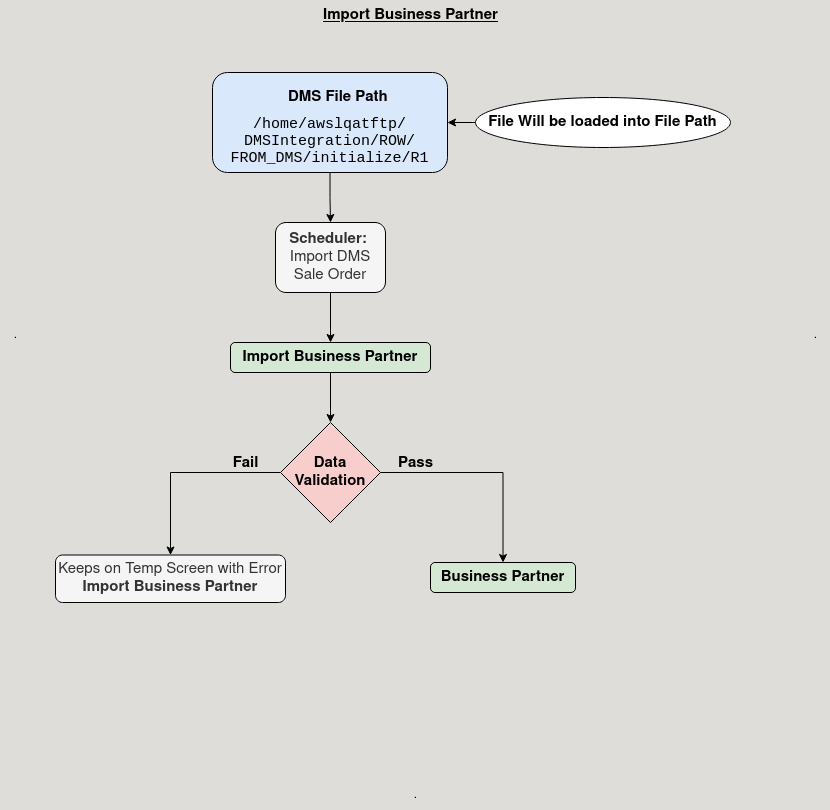 Import Business Partner
DMS File Path
/home/awslqatftp/
DMSIntegration/ROW/
FROM_DMS/initialize/R1
File Will be loaded into File Path
Scheduler:
Import DMS
Sale Order
Import Business Partner
Data
Validation
Fail
Pass
Keeps on Temp Screen with Error
Import Business Partner
Business Partner